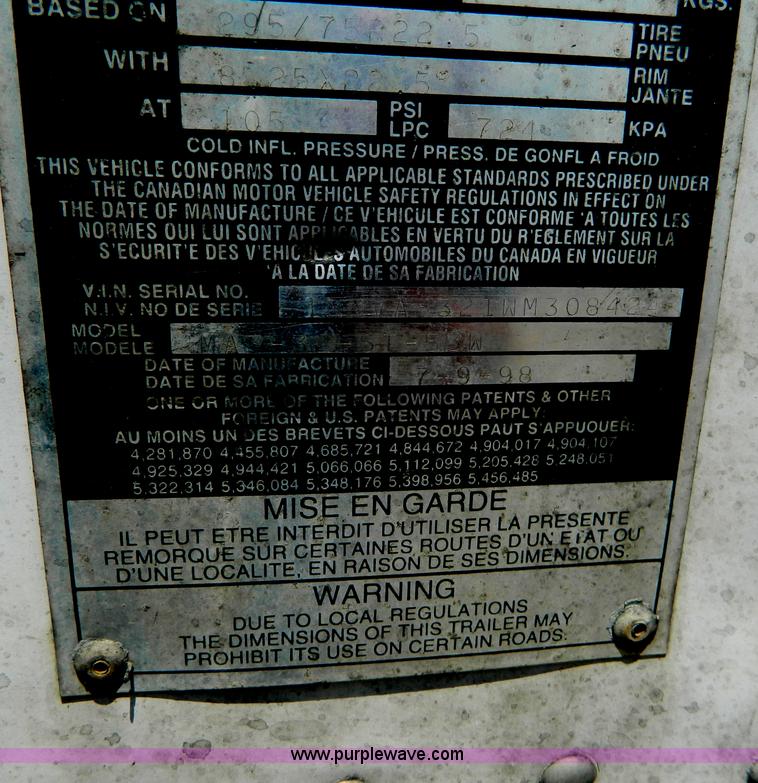 KGS.
BASED ON 295/75R22.5 TIRE PNEU
WITH 8.25X22.5 RIM JANTE
AT 105 PSI LPC 724 KPA
COLD INFL. PRESSURE / PRESS. DE GONFL A FROID
THIS VEHICLE CONFORMS TO ALL APPLICABLE STANDARDS PRESCRIBED UNDER
THE CANADIAN MOTOR VEHICLE SAFETY REGULATIONS IN EFFECT ON
THE DATE OF MANUFACTURE / CE V'EHICULE EST CONFORME 'A TOUTES LES
NORMES QUI LUI SONT APPLICABLES EN VERTU DU R'EGLEMENT SUR LA
S'ECURIT'E DES V'EHICULES AUTOMOBILES DU CANADA EN VIGUEUR
'A LA DATE DE SA FABRICATION
V.I.N. SERIAL NO.
N.I.V. NO DE SERIE
MODEL
MODELE
DATE OF MANUFACTURE
DATE DE SA FABRICATION 7-9-98
ONE OR MORE OF THE FOLLOWING PATENTS & OTHER
FOREIGN & U.S. PATENTS MAY APPLY:
AU MOINS UN DES BREVETS CI-DESSOUS PAUT S'APPUOUER:
4,281,870 4,455,807 4,685,721 4,844,672 4,904,017 4,904,107
4,925,329 4,944,421 5,066,066 5,112,099 5,205,428 5,248,051
5,322,314 5,346,084 5,348,176 5,398,956 5,456,485
MISE EN GARDE
IL PEUT ETRE INTERDIT D'UTILISER LA PRESENTE
REMORQUE SUR CERTAINES ROUTES D'UN ETAT OU
D'UNE LOCALITE, EN RAISON DE SES DIMENSIONS.
WARNING
DUE TO LOCAL REGULATIONS
THE DIMENSIONS OF THIS TRAILER MAY
PROHIBIT ITS USE ON CERTAIN ROADS.
www.purplewave.com